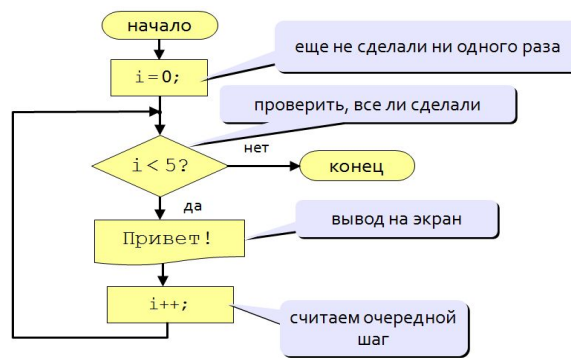 начало
еще не сделали ни одного раза
i=0;
проверить, все ли сделали
i < 5?
нет
конец
да
Привет!
вывод на экран
i++;
считаем очередной
шаг